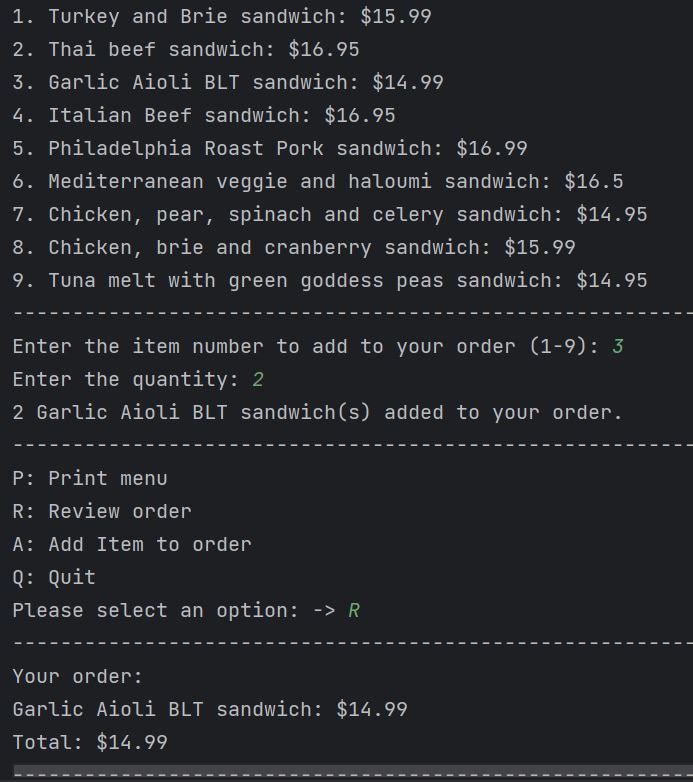 1. Turkey and Brie sandwich: $15.99
2. Thai beef sandwich: $16.95
3. Garlic Aioli BLT sandwich: $14.99
4. Italian Beef sandwich: $16.95
5. Philadelphia Roast Pork sandwich: $16.99
6. Mediterranean veggie and haloumi sandwich: $16.5
7. Chicken, pear, spinach and celery sandwich: $14.95
8. Chicken, brie and cranberry sandwich: $15.99
9. Tuna melt with green goddess peas sandwich: $14.95
---------------------------------------------------------
Enter the item number to add to your order (1-9): 3
Enter the quantity: 2
2 Garlic Aioli BLT sandwich(s) added to your order.
---------------------------------------------------------
P: Print menu
R: Review order
A: Add Item to order
Q: Quit
Please select an option: -> R
---------------------------------------------------------
Your order:
Garlic Aioli BLT sandwich: $14.99
Total: $14.99
---------------------------------------------------------